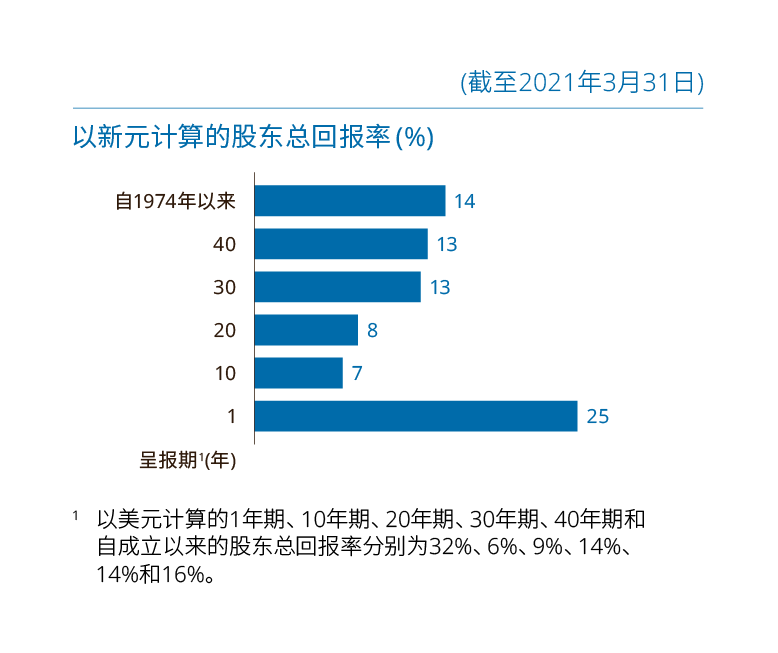 (截至2021年3月31日)
以新元计算的股东总回报率 (%)
自1974年以来 14
40 13
30 13
20 8
10 7
1 25
呈报期¹(年)
¹ 以美元计算的1年期、10年期、20年期、30年期、40年期和
自成立以来的股东总回报率分别为32%、6%、9%、14%、
14%和16%。